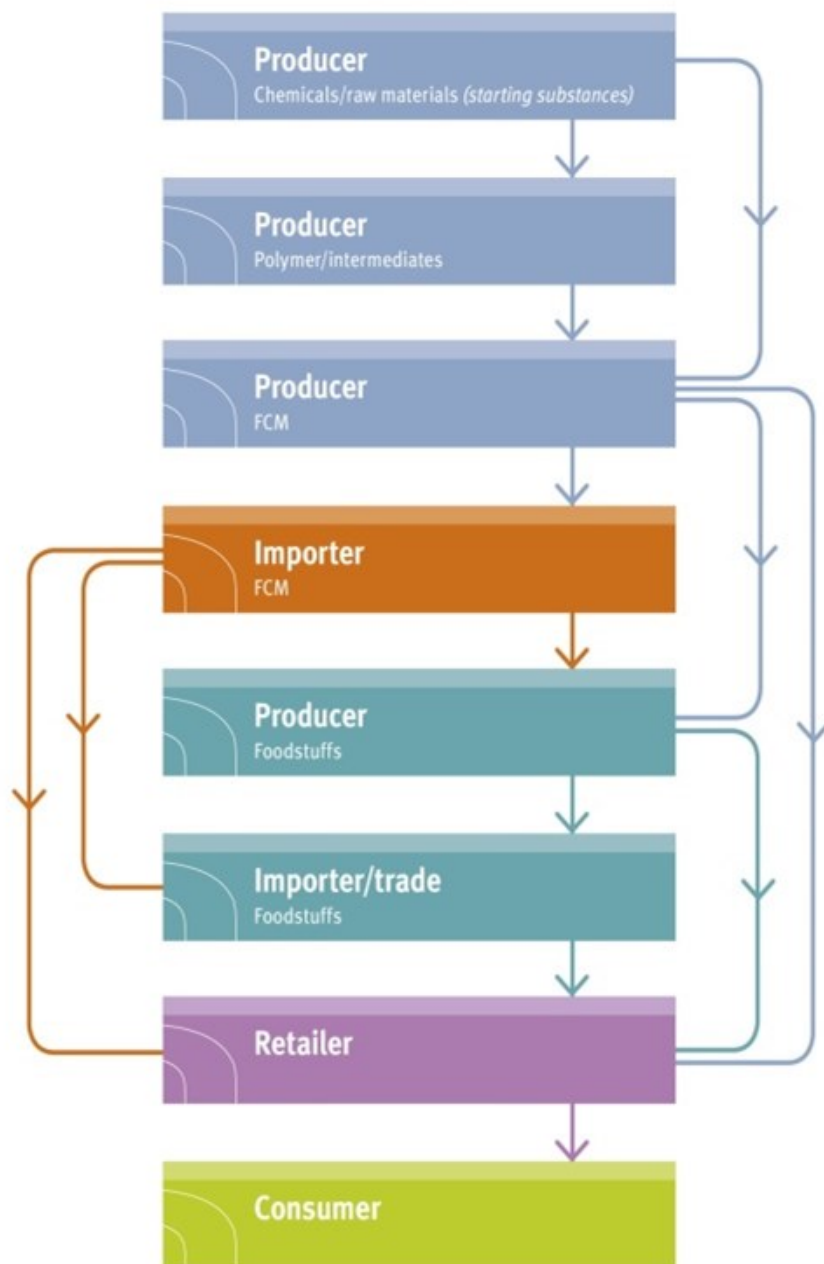 Producer
Chemicals/raw materials (starting substances)
Producer
Polymer/intermediates
Producer
FCM
Importer
FCM
Producer
Foodstuffs
Importer/trade
Foodstuffs
Retailer
Consumer